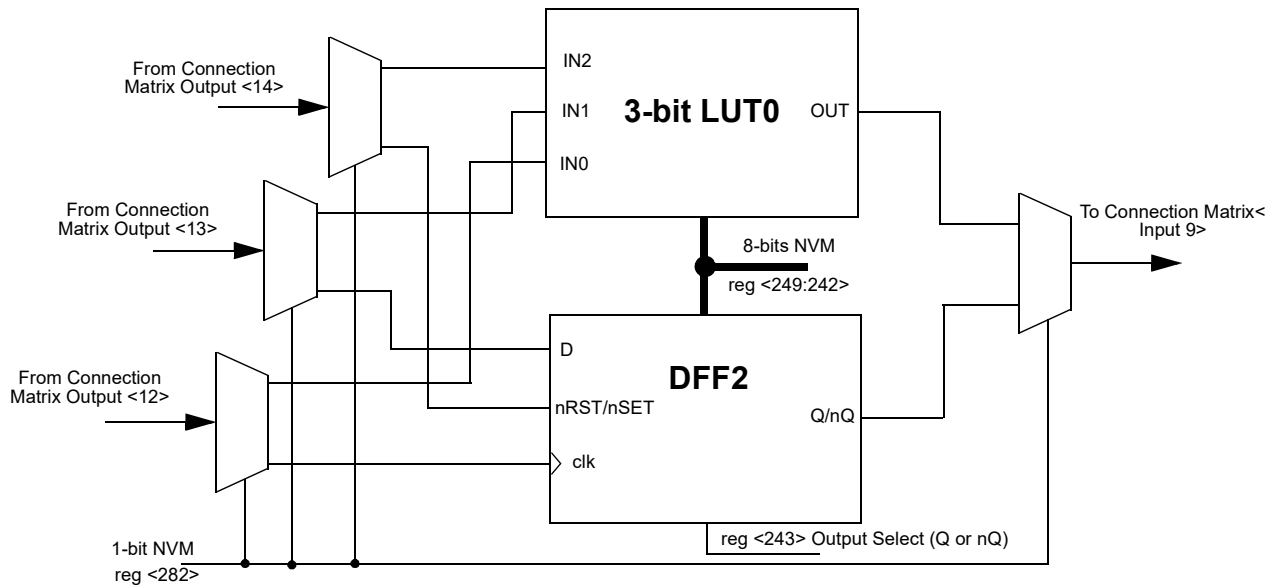 From Connection
Matrix Output <14>
IN2
IN1
IN0
3-bit LUT0
OUT
From Connection
Matrix Output <13>
To Connection Matrix<
Input 9>
8-bits NVM
reg <249:242>
From Connection
Matrix Output <12>
D
nRST/nSET
clk
DFF2
Q/nQ
reg <243> Output Select (Q or nQ)
1-bit NVM
reg <282>